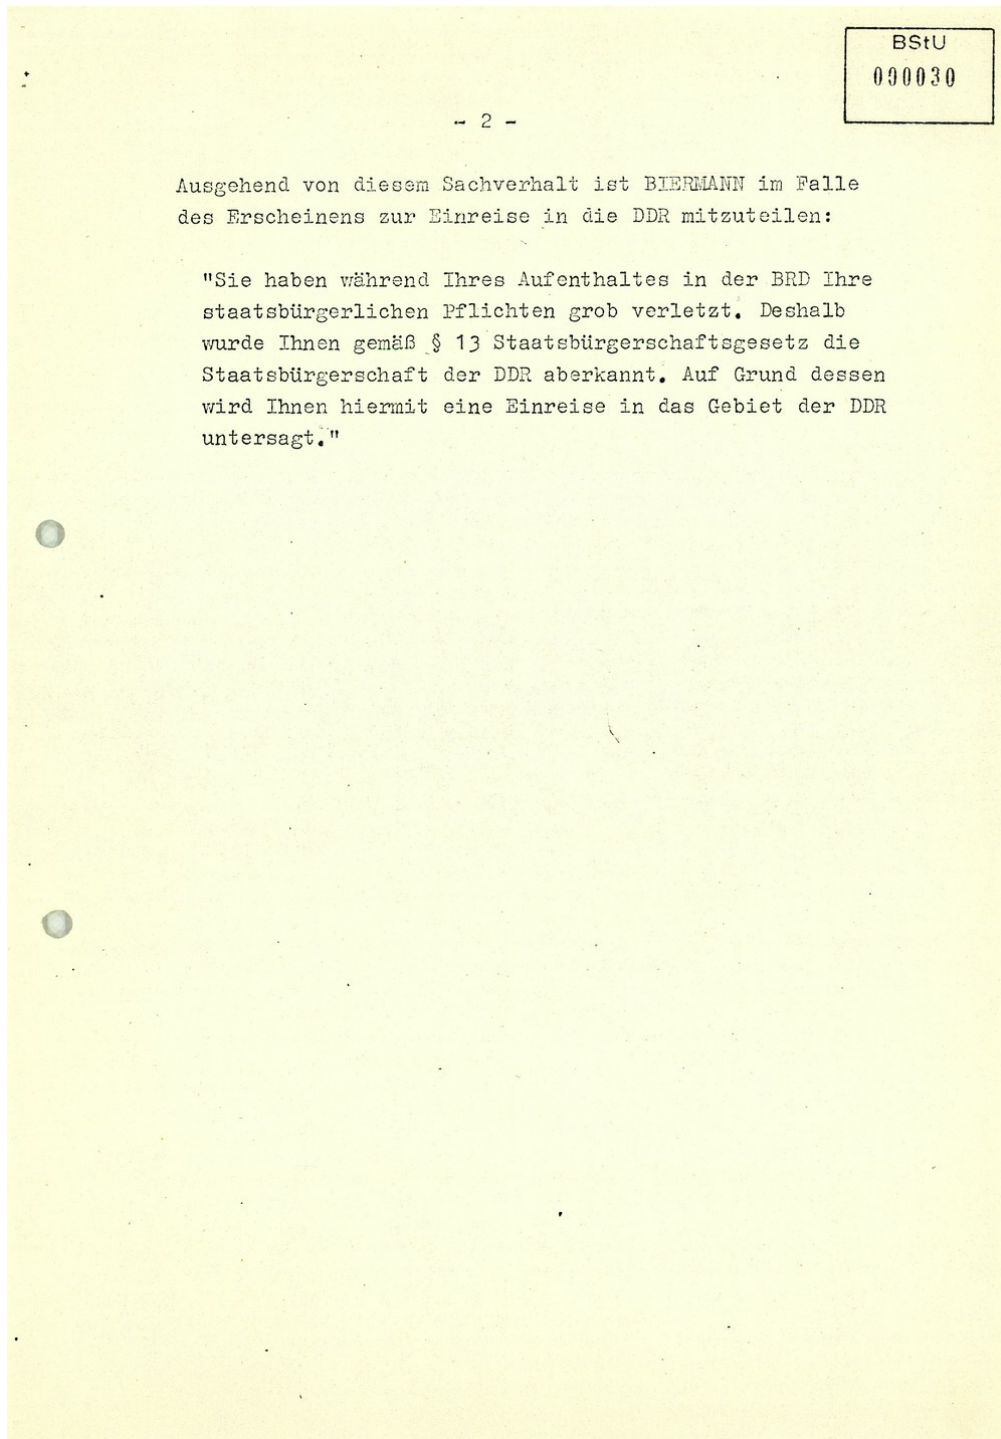 BStU
000030
- 2 -
Ausgehend von diesem Sachverhalt ist BIERMANN im Falle
des Erscheinens zur Einreise in die DDR mitzuteilen:
"Sie haben während Ihres Aufenthaltes in der BRD Ihre
staatsbürgerlichen Pflichten grob verletzt. Deshalb
wurde Ihnen gemäß § 13 Staatsbürgerschaftsgesetz die
Staatsbürgerschaft der DDR aberkannt. Auf Grund dessen
wird Ihnen hiermit eine Einreise in das Gebiet der DDR
untersagt."